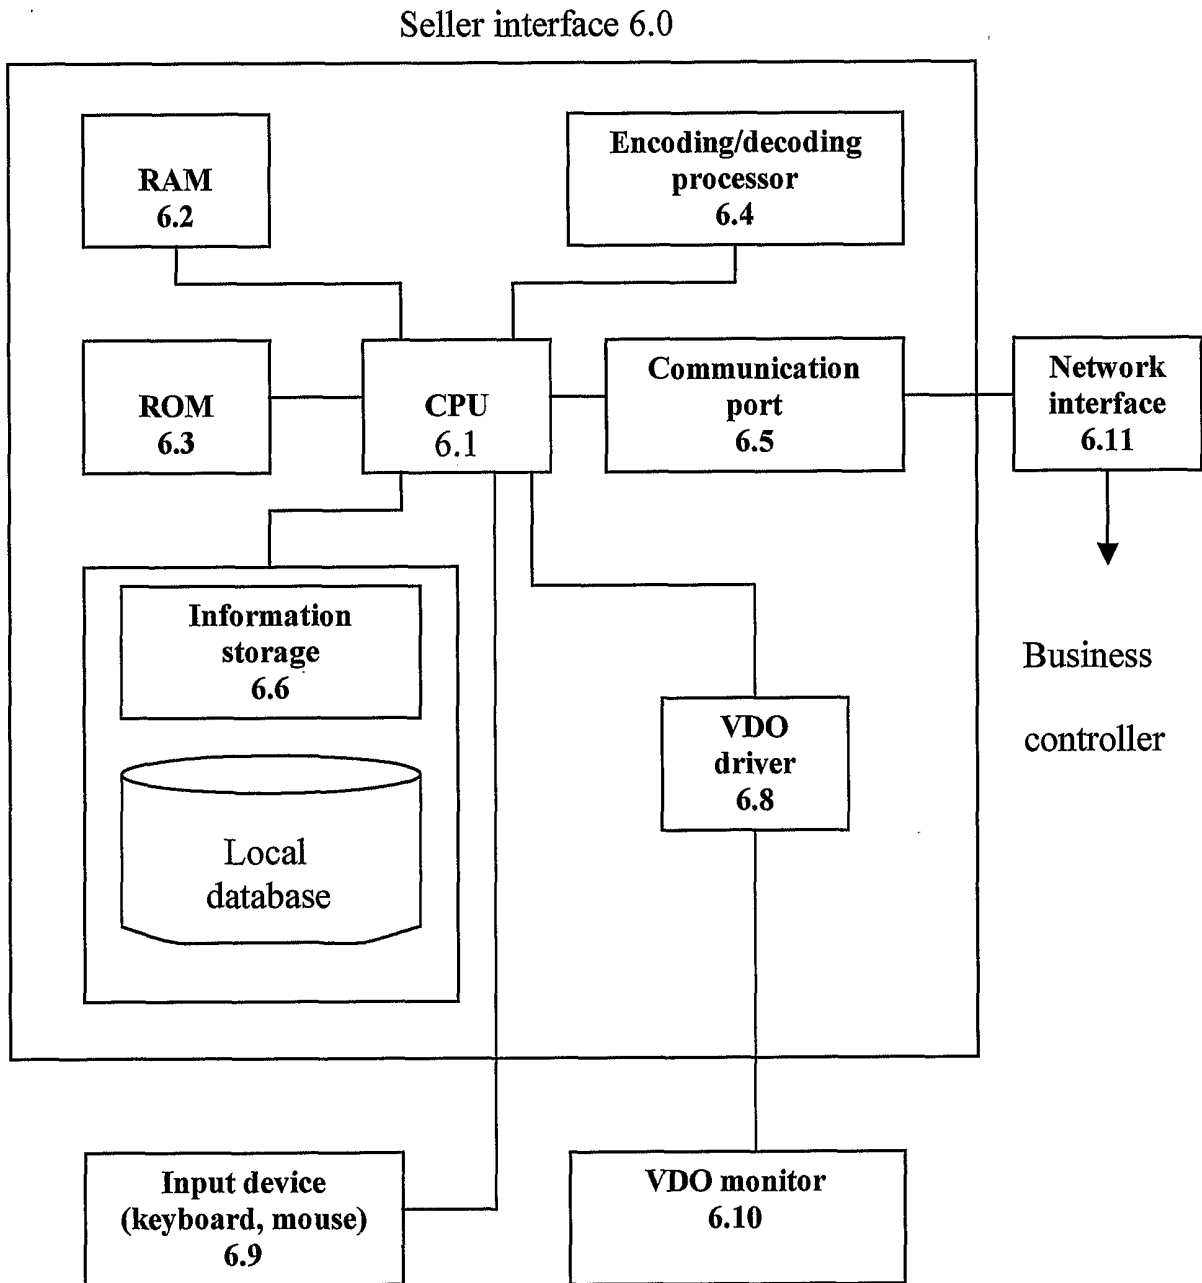 Seller interface 6.0
RAM
6.2
Encoding/decoding
processor
6.4
ROM
6.3
CPU
6.1
Communication
port
6.5
Network
interface
6.11
Information
storage
6.6
Business
controller
VDO
driver
6.8
Local
database
Input device
(keyboard, mouse)
6.9
VDO monitor
6.10